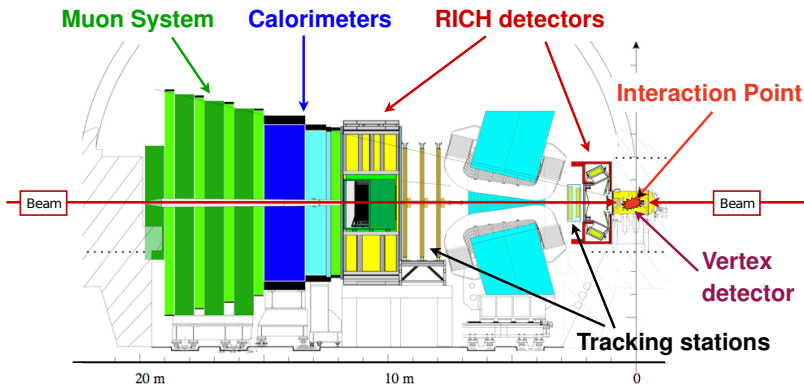 Muon System
Calorimeters
RICH detectors
Interaction Point
Beam
Beam
Vertex
detector
Tracking stations
20 m
10 m
0